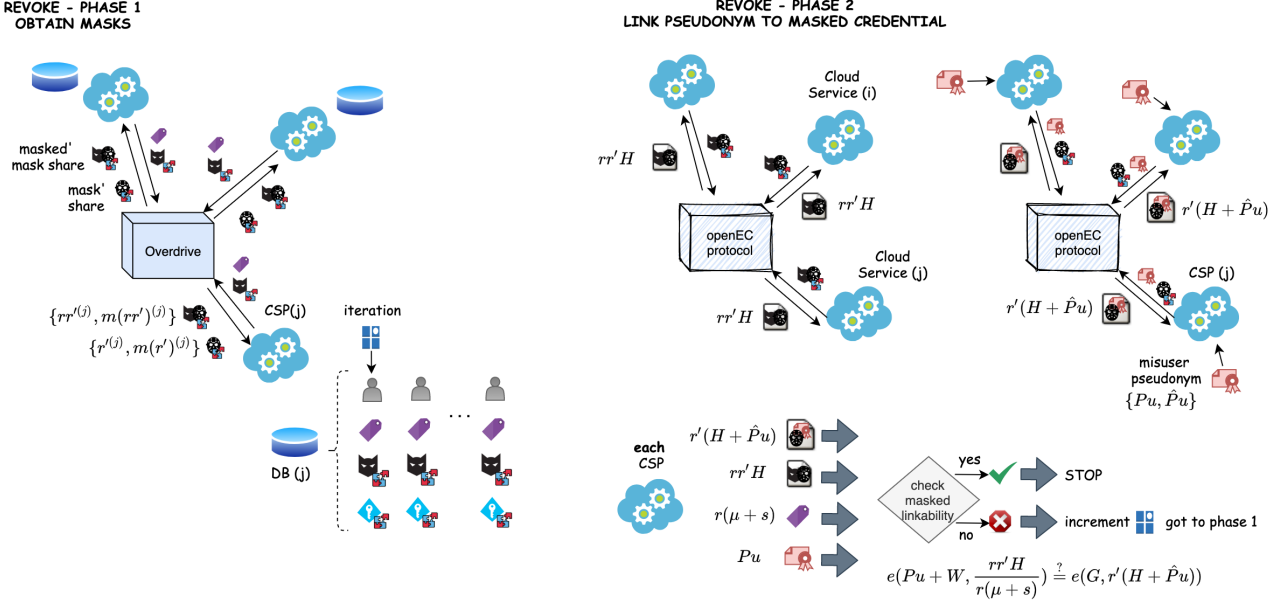 REVOKE - PHASE 1
OBTAIN MASKS
masked'
mask share
mask'
share
Overdrive
CSP(j)
{rr'^{(j)}, m(rr')^{(j)}}
{r'^{(j)}, m(r')^{(j)}}
iteration
...
DB (j)
REVOKE - PHASE 2
LINK PSEUDONYM TO MASKED CREDENTIAL
Cloud
Service (i)
rr'H
rr'H
openEC
protocol
Cloud
Service (j)
rr'H
r'(H + P̂u)
openEC
protocol
CSP (j)
r'(H + P̂u)
misuser
pseudonym
{Pu, P̂u}
each
CSP
r'(H + P̂u)
rr'H
r(μ + s)
Pu
check
masked
linkability
yes
STOP
no
increment got to phase 1
e(Pu + W, rr'H / r(μ + s)) ≟ e(G, r'(H + P̂u))